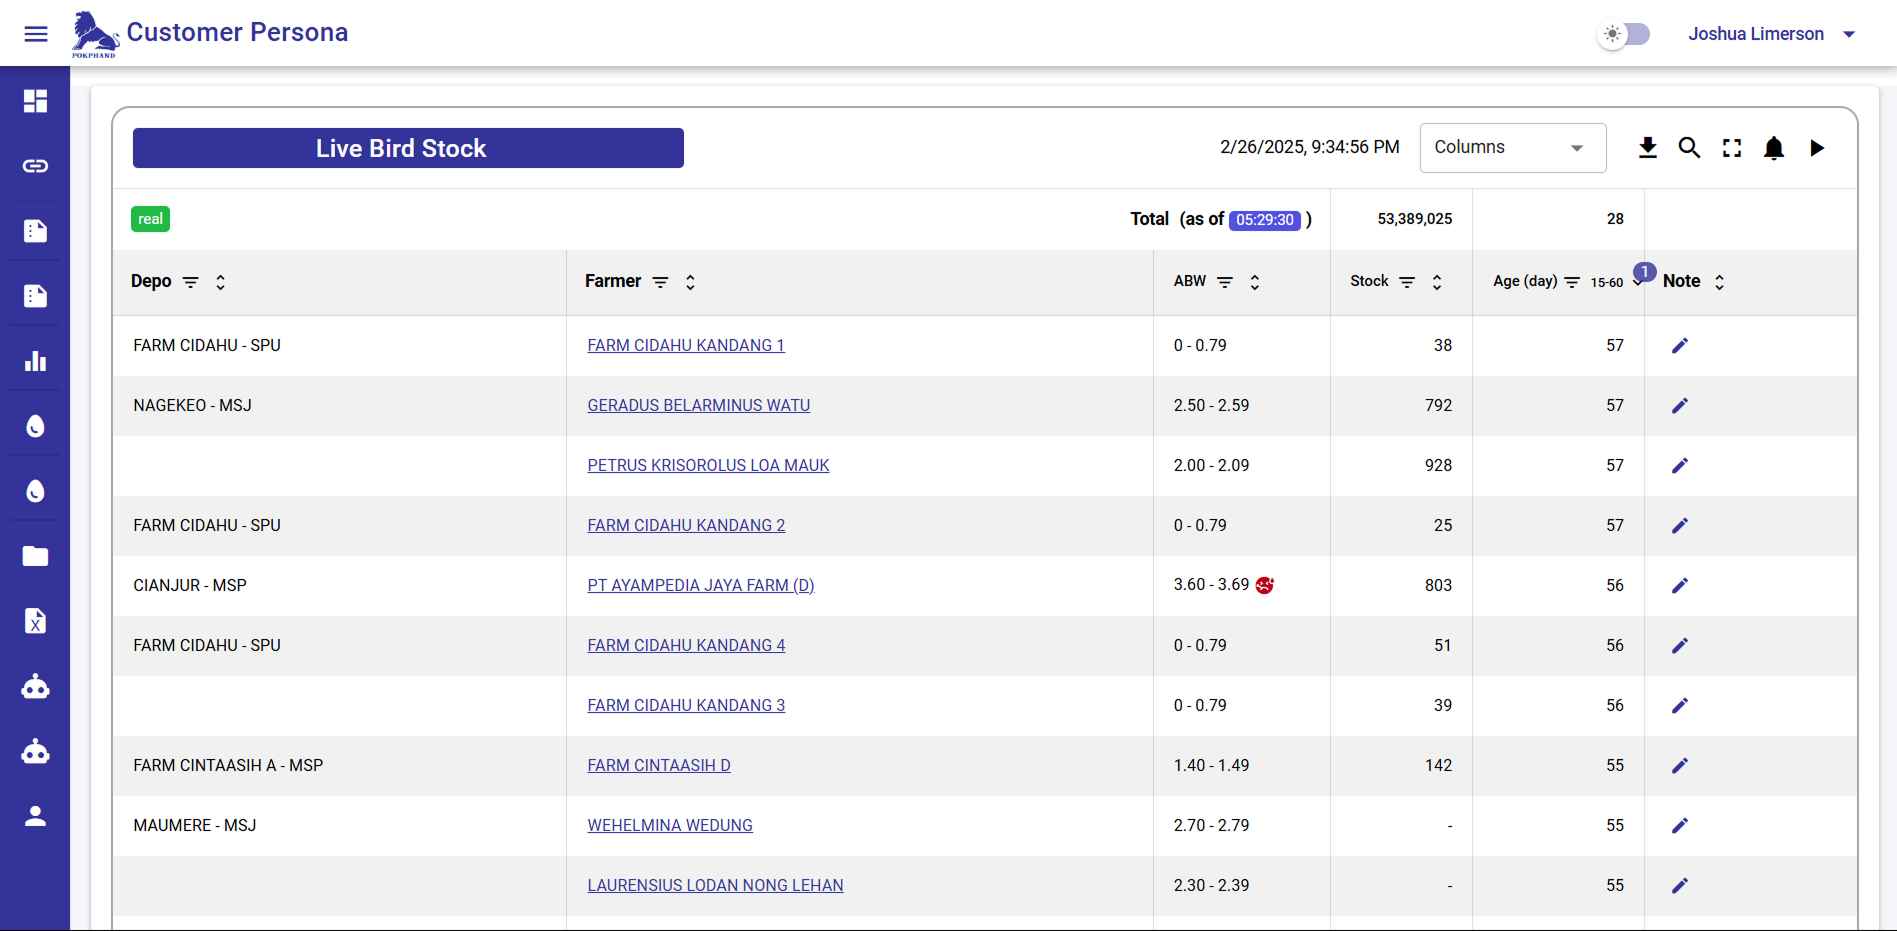 POKPHAND
Customer Persona
Joshua Limerson
Live Bird Stock
2/26/2025, 9:34:56 PM
Columns
real
Total (as of 05:29:30 )
53,389,025
28
Depo
Farmer
ABW
Stock
Age (day)
15-60
1
Note
FARM CIDAHU - SPU FARM CIDAHU KANDANG 1 0 - 0.79 38 57
NAGEKEO - MSJ GERADUS BELARMINUS WATU 2.50 - 2.59 792 57
PETRUS KRISOROLUS LOA MAUK 2.00 - 2.09 928 57
FARM CIDAHU - SPU FARM CIDAHU KANDANG 2 0 - 0.79 25 57
CIANJUR - MSP PT AYAMPEDIA JAYA FARM (D) 3.60 - 3.69 803 56
FARM CIDAHU - SPU FARM CIDAHU KANDANG 4 0 - 0.79 51 56
FARM CIDAHU KANDANG 3 0 - 0.79 39 56
FARM CINTAASIH A - MSP FARM CINTAASIH D 1.40 - 1.49 142 55
MAUMERE - MSJ WEHELMINA WEDUNG 2.70 - 2.79 - 55
LAURENSIUS LODAN NONG LEHAN 2.30 - 2.39 - 55